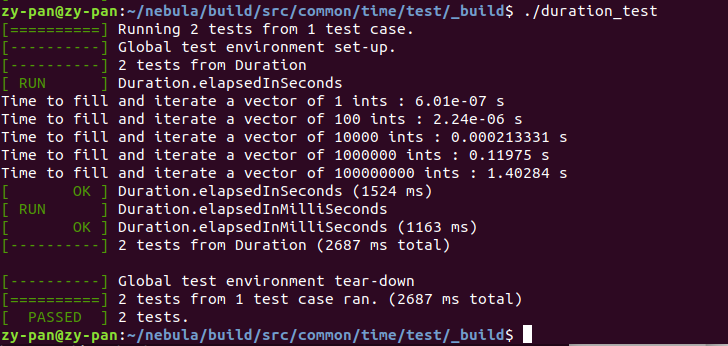 zy-pan@zy-pan:~/nebula/build/src/common/time/test/_build$ ./duration_test
[==========] Running 2 tests from 1 test case.
[----------] Global test environment set-up.
[----------] 2 tests from Duration
[ RUN      ] Duration.elapsedInSeconds
Time to fill and iterate a vector of 1 ints : 6.01e-07 s
Time to fill and iterate a vector of 100 ints : 2.24e-06 s
Time to fill and iterate a vector of 10000 ints : 0.000213331 s
Time to fill and iterate a vector of 1000000 ints : 0.11975 s
Time to fill and iterate a vector of 100000000 ints : 1.40284 s
[       OK ] Duration.elapsedInSeconds (1524 ms)
[ RUN      ] Duration.elapsedInMilliSeconds
[       OK ] Duration.elapsedInMilliSeconds (1163 ms)
[----------] 2 tests from Duration (2687 ms total)
[----------] Global test environment tear-down
[==========] 2 tests from 1 test case ran. (2687 ms total)
[  PASSED  ] 2 tests.
zy-pan@zy-pan:~/nebula/build/src/common/time/test/_build$